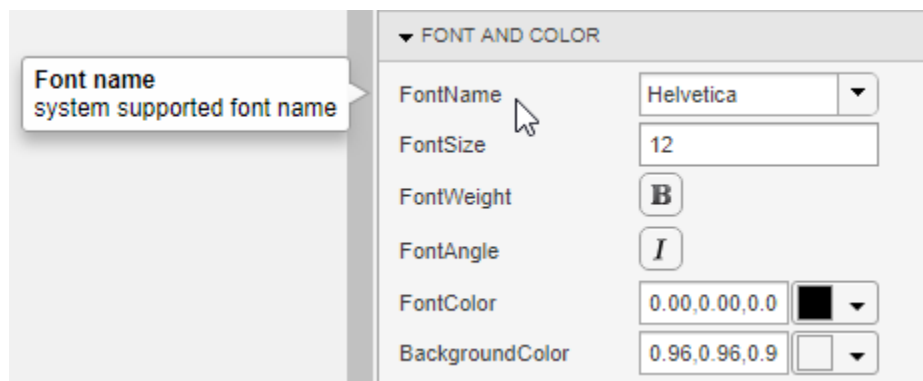 FONT AND COLOR
Font name
system supported font name
FontName Helvetica
FontSize 12
FontWeight B
FontAngle I
FontColor 0.00,0.00,0.0
BackgroundColor 0.96,0.96,0.9